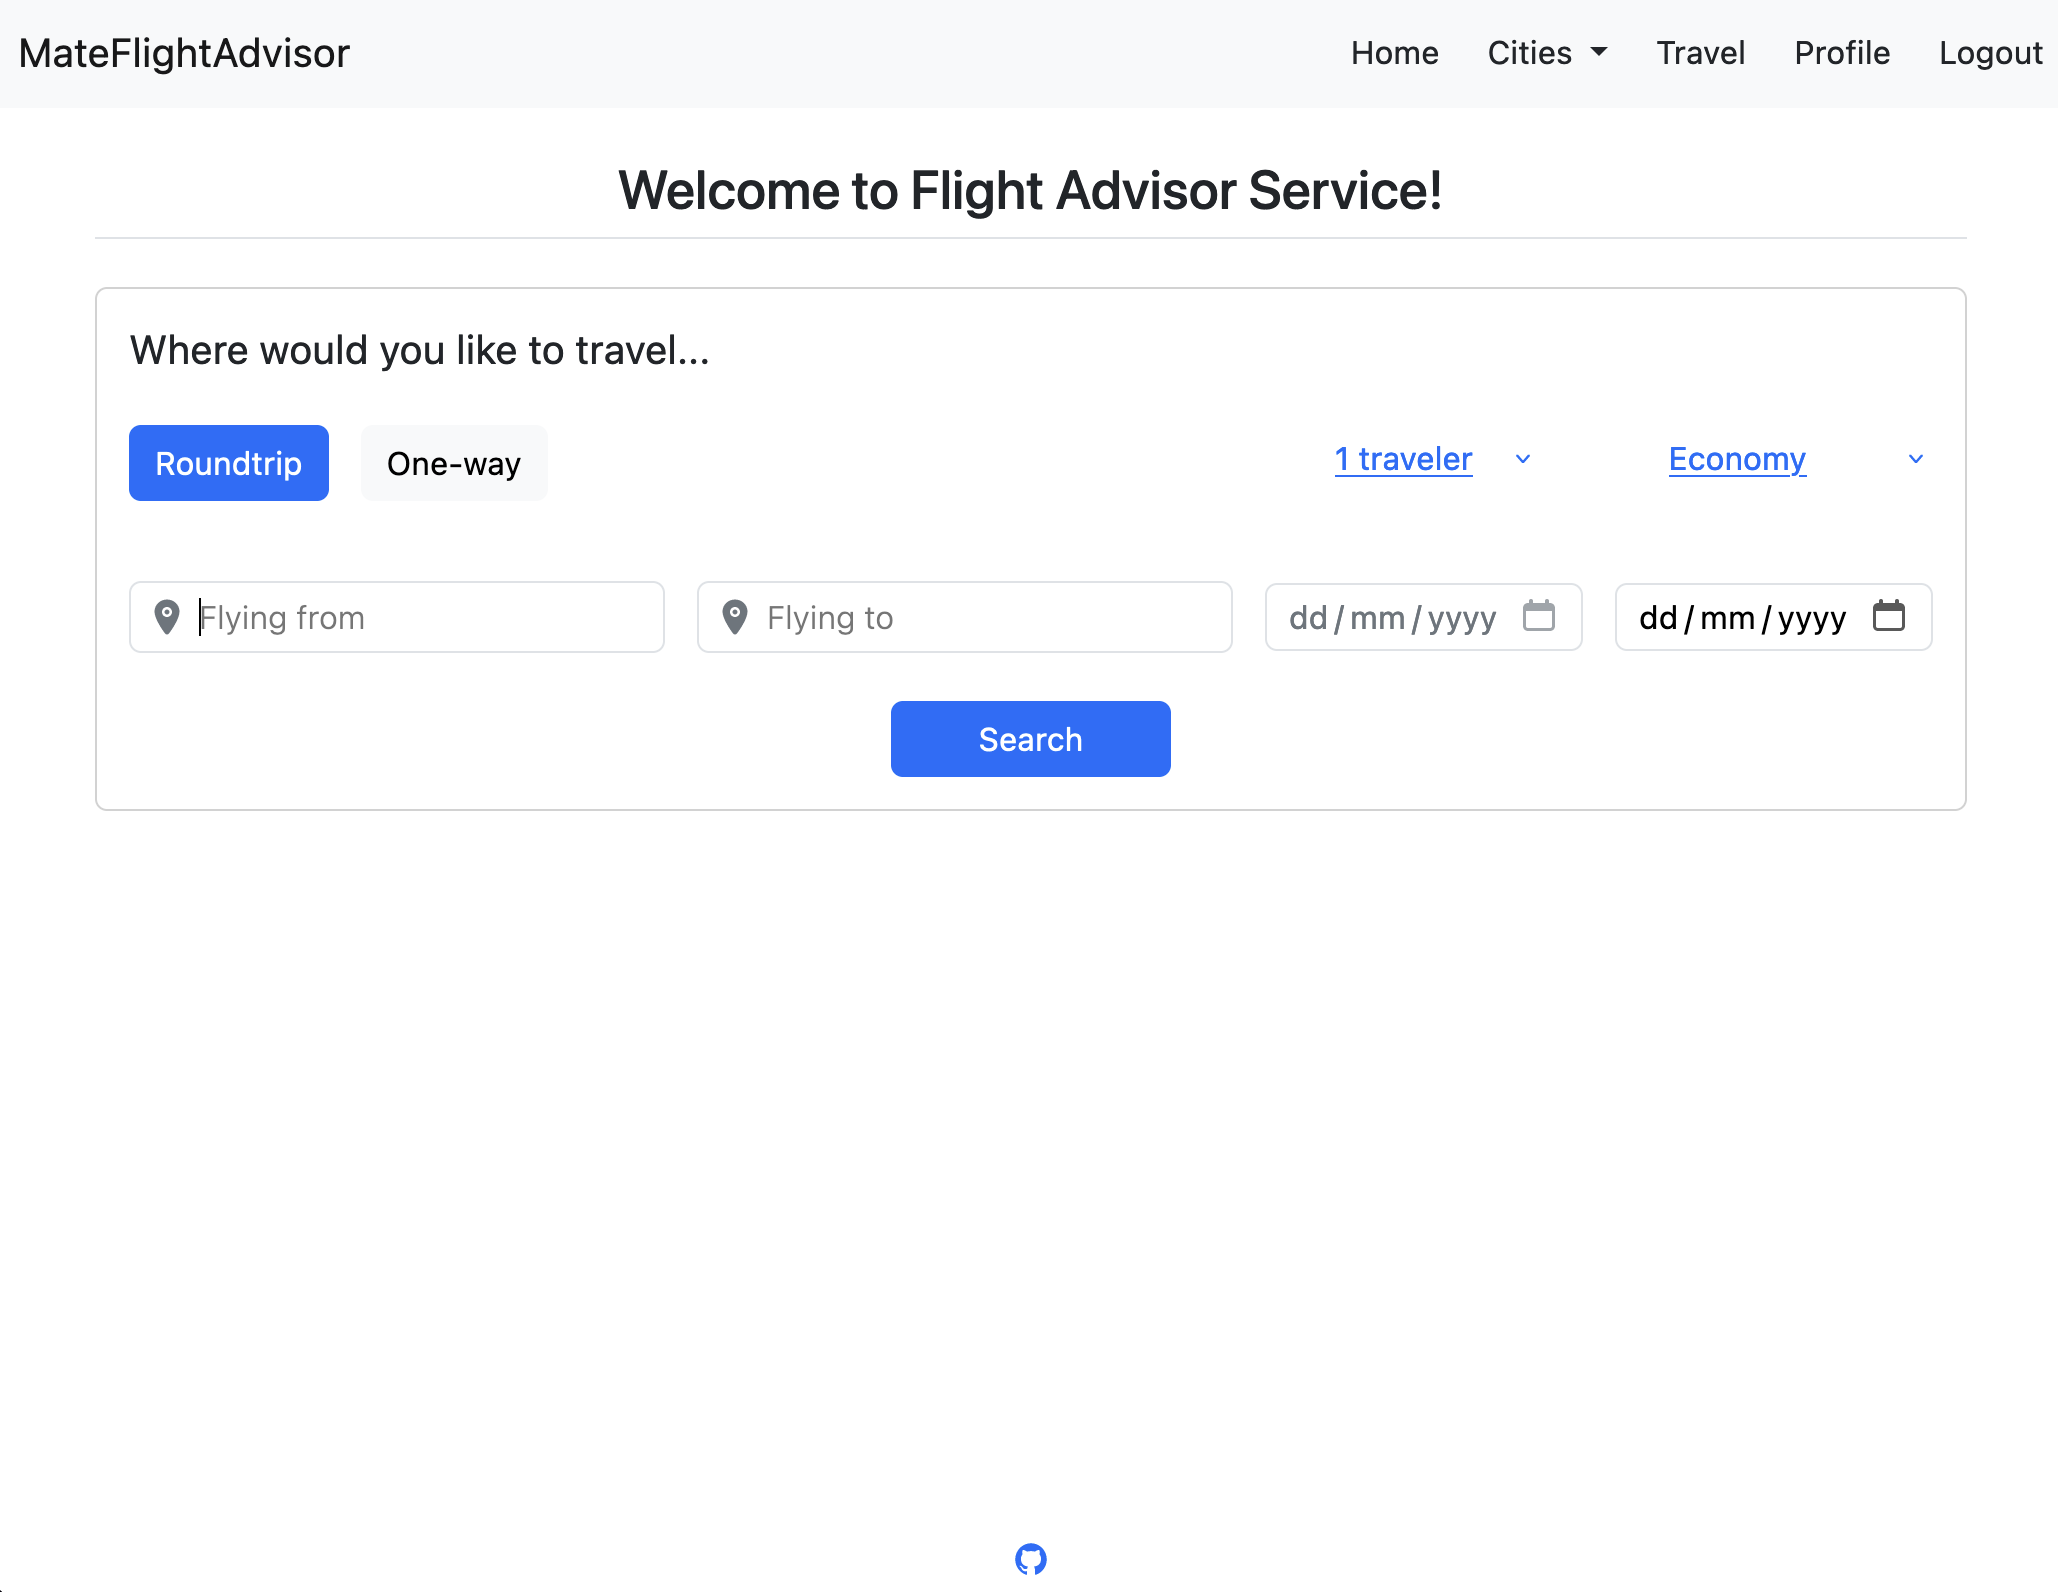 MateFlightAdvisor Home Cities Travel Profile Logout
Welcome to Flight Advisor Service!
Where would you like to travel...
Roundtrip One-way 1 traveler Economy
Flying from Flying to dd/mm/yyyy dd/mm/yyyy
Search